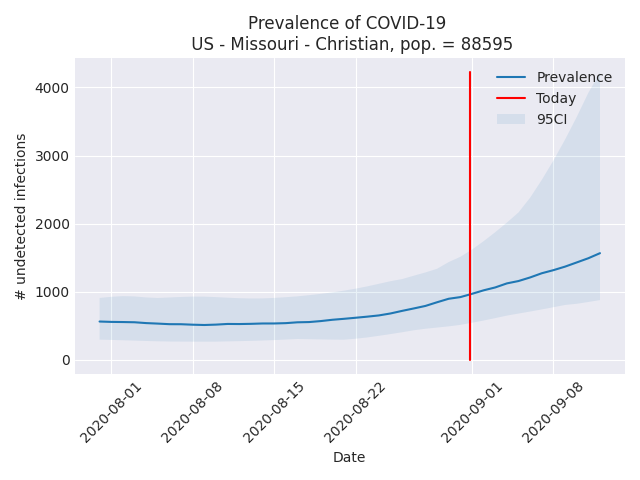 Prevalence of COVID-19
US - Missouri - Christian, pop. = 88595
Prevalence
Today
95CI
# undetected infections
4000
3000
2000
1000
0
2020-08-01
2020-08-08
2020-08-15
2020-08-22
2020-09-01
2020-09-08
Date